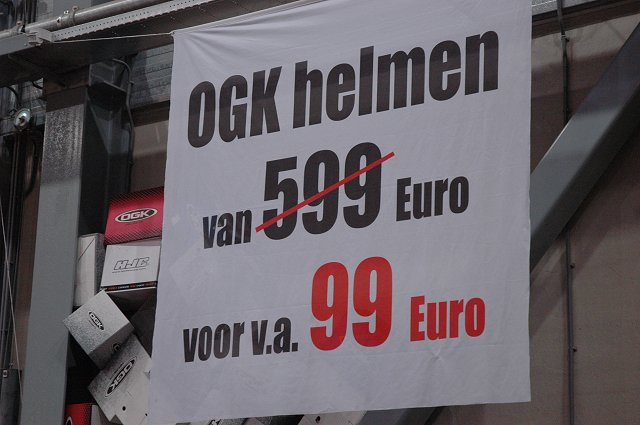 OGK helmen
van 599 Euro
voor v.a. 99 Euro
OGK
HJC
OGK
OGK